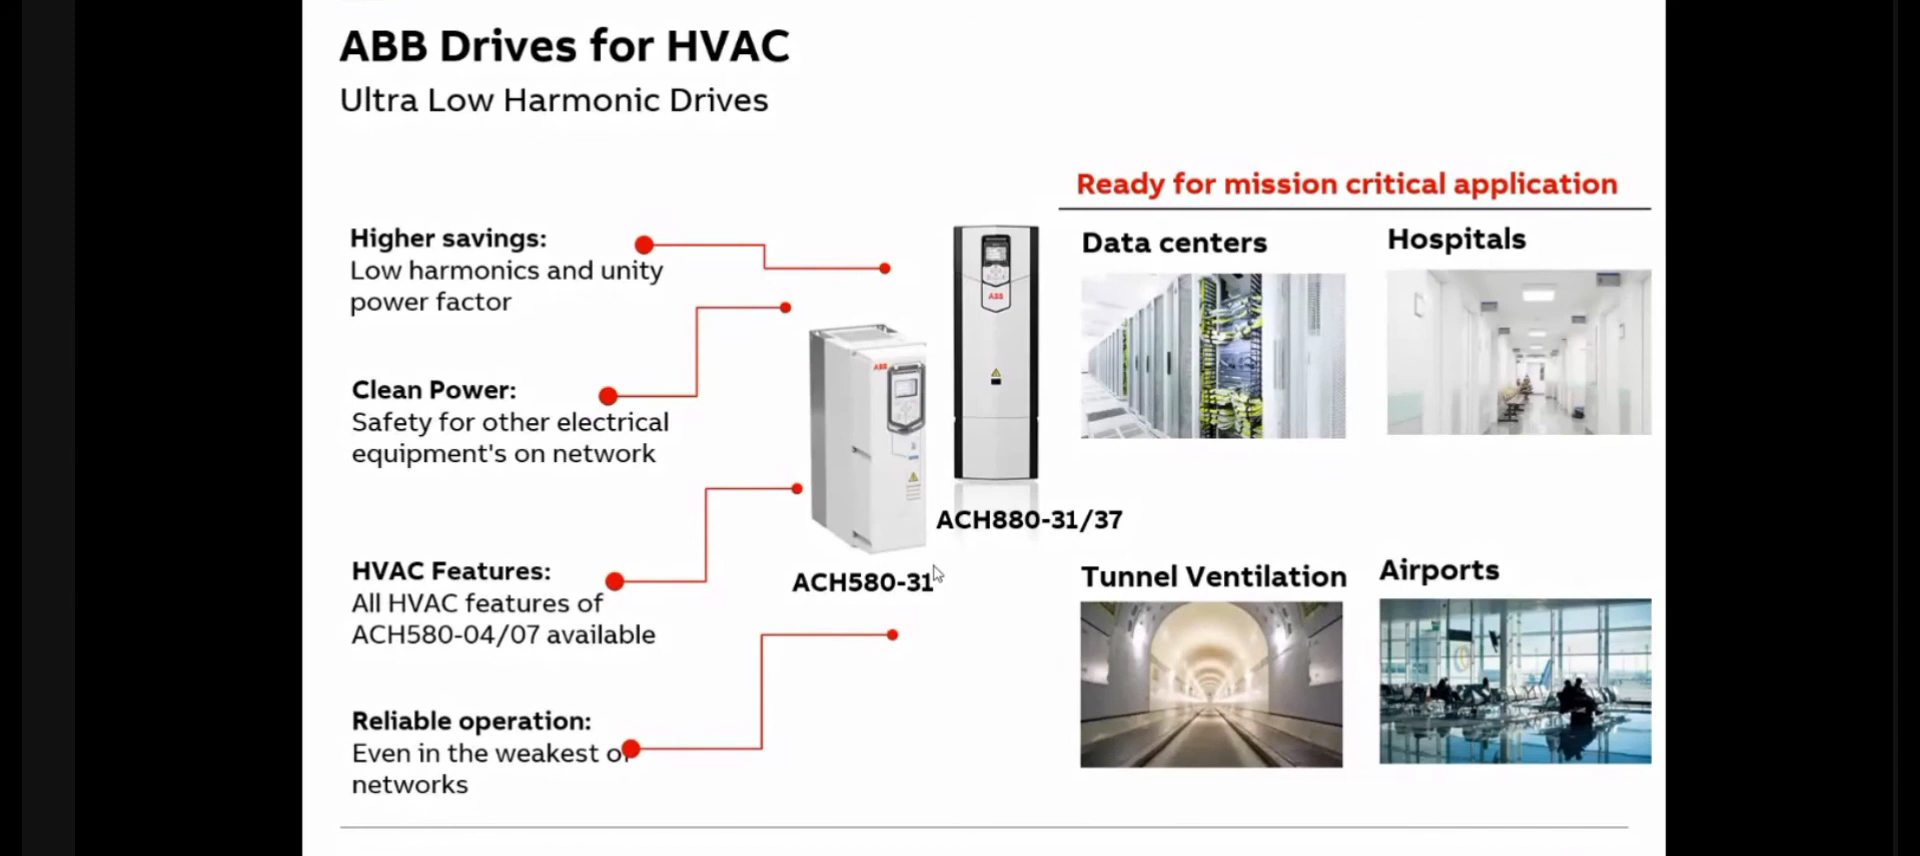 ABB Drives for HVAC
Ultra Low Harmonic Drives
Ready for mission critical application
Higher savings:
Low harmonics and unity
power factor
Clean Power:
Safety for other electrical
equipment's on network
HVAC Features:
All HVAC features of
ACH580-04/07 available
Reliable operation:
Even in the weakest of
networks
ABB
ABB
ACH880-31/37
ACH580-31
Data centers
Hospitals
Tunnel Ventilation
Airports